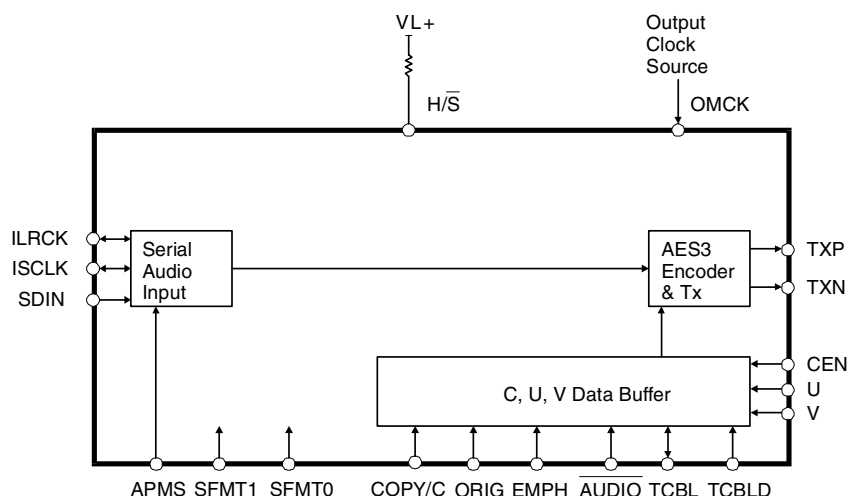 VL+
Output
Clock
Source
H/S̅
OMCK
ILRCK
ISCLK
SDIN
Serial
Audio
Input
AES3
Encoder
& Tx
TXP
TXN
C, U, V Data Buffer
CEN
U
V
APMS SFMT1 SFMT0 COPY/C ORIG EMPH A̅U̅D̅I̅O̅ TCBL TCBLD